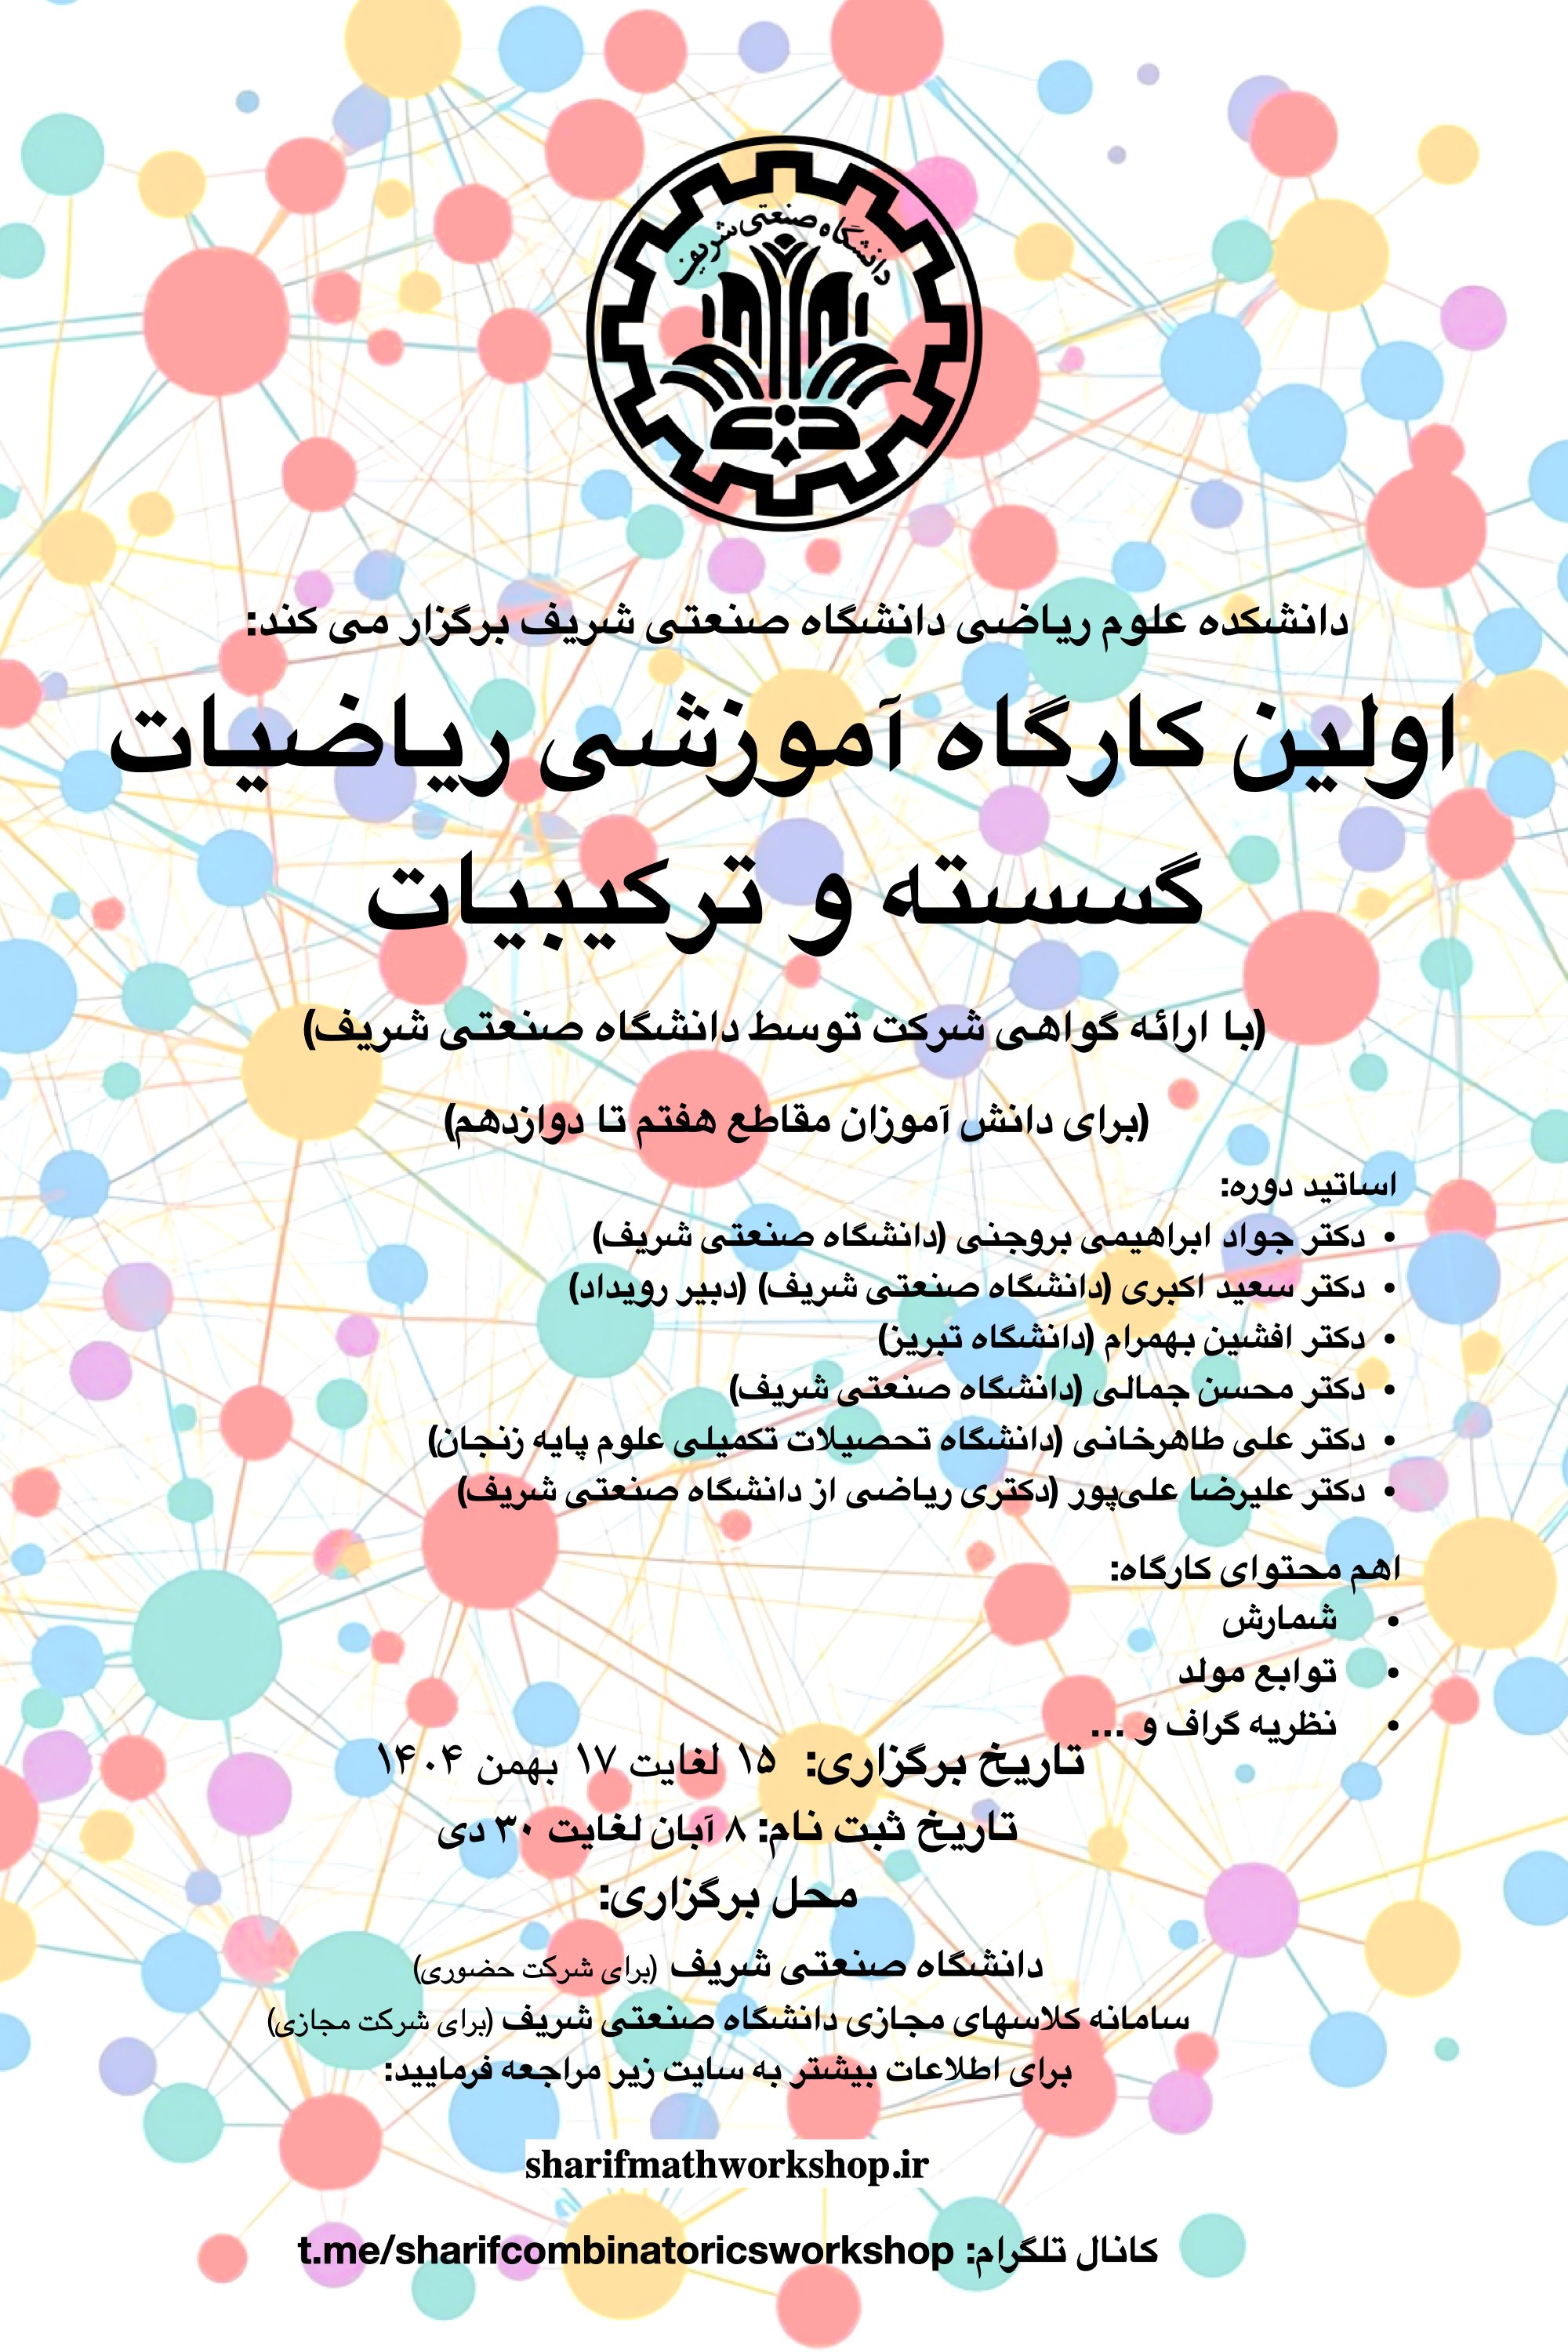 دانشگاه صنعتی شریف
دانشکده علوم ریاضی دانشگاه صنعتی شریف برگزار می کند:
اولین کارگاه آموزشی ریاضیات
گسسته و ترکیبیات
(با ارائه گواهی شرکت توسط دانشگاه صنعتی شریف)
(برای دانش آموزان مقاطع هفتم تا دوازدهم)
اساتید دوره:
• دکتر جواد ابراهیمی بروجنی (دانشگاه صنعتی شریف)
• دکتر سعید اکبری (دانشگاه صنعتی شریف) (دبیر رویداد)
• دکتر افشین بهمرام (دانشگاه تبریز)
• دکتر محسن جمالی (دانشگاه صنعتی شریف)
• دکتر علی طاهرخانی (دانشگاه تحصیلات تکمیلی علوم پایه زنجان)
• دکتر علیرضا علی‌پور (دکتری ریاضی از دانشگاه صنعتی شریف)
اهم محتوای کارگاه:
• شمارش
• توابع مولد
• نظریه گراف و ...
تاریخ برگزاری: ۱۵ لغایت ۱۷ بهمن ۱۴۰۴
تاریخ ثبت نام: ۸ آبان لغایت ۳۰ دی
محل برگزاری:
دانشگاه صنعتی شریف (برای شرکت حضوری)
سامانه کلاسهای مجازی دانشگاه صنعتی شریف (برای شرکت مجازی)
برای اطلاعات بیشتر به سایت زیر مراجعه فرمایید:
sharifmathworkshop.ir
کانال تلگرام: t.me/sharifcombinatoricsworkshop